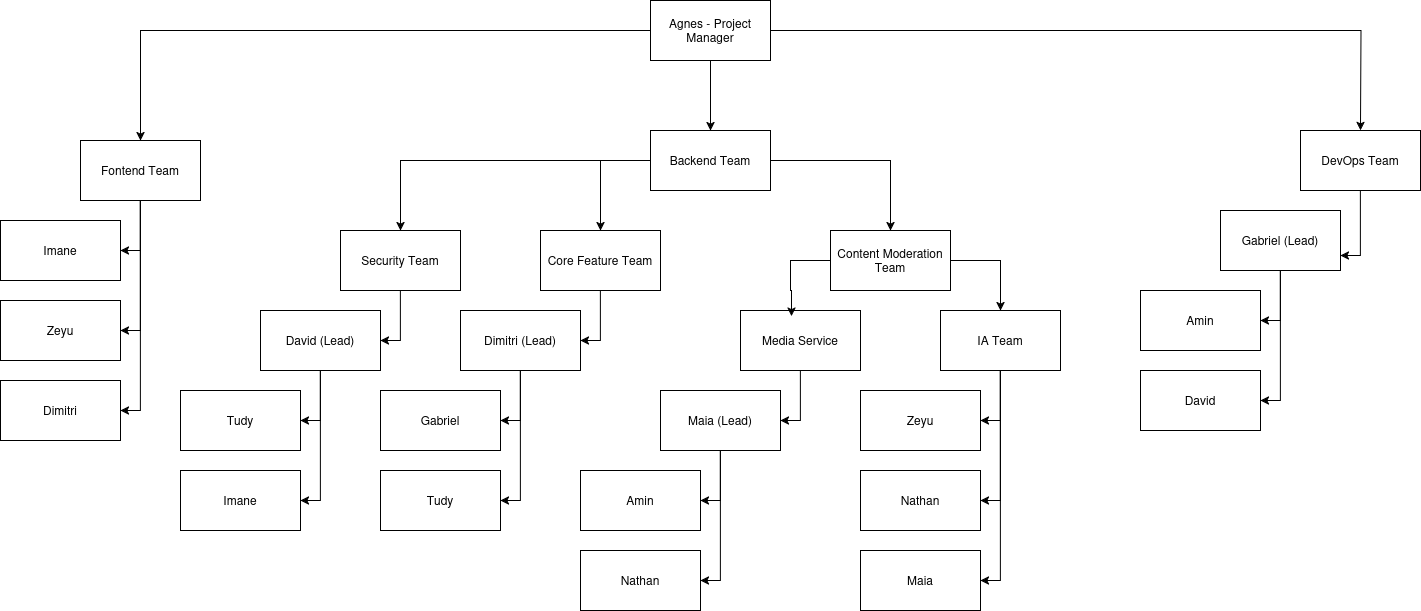 Agnes - Project
Manager
Fontend Team
Backend Team
DevOps Team
Imane
Zeyu
Dimitri
Security Team
Core Feature Team
Content Moderation
Team
Gabriel (Lead)
Amin
David
David (Lead)
Tudy
Imane
Dimitri (Lead)
Gabriel
Tudy
Media Service
Maia (Lead)
Amin
Nathan
IA Team
Zeyu
Nathan
Maia